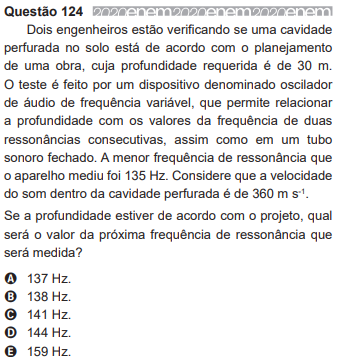 Questão 124 2020enem2020enem2020enem
Dois engenheiros estão verificando se uma cavidade
perfurada no solo está de acordo com o planejamento
de uma obra, cuja profundidade requerida é de 30 m.
O teste é feito por um dispositivo denominado oscilador
de áudio de frequência variável, que permite relacionar
a profundidade com os valores da frequência de duas
ressonâncias consecutivas, assim como em um tubo
sonoro fechado. A menor frequência de ressonância que
o aparelho mediu foi 135 Hz. Considere que a velocidade
do som dentro da cavidade perfurada é de 360 m s⁻¹.
Se a profundidade estiver de acordo com o projeto, qual
será o valor da próxima frequência de ressonância que
será medida?
A 137 Hz.
B 138 Hz.
C 141 Hz.
D 144 Hz.
E 159 Hz.